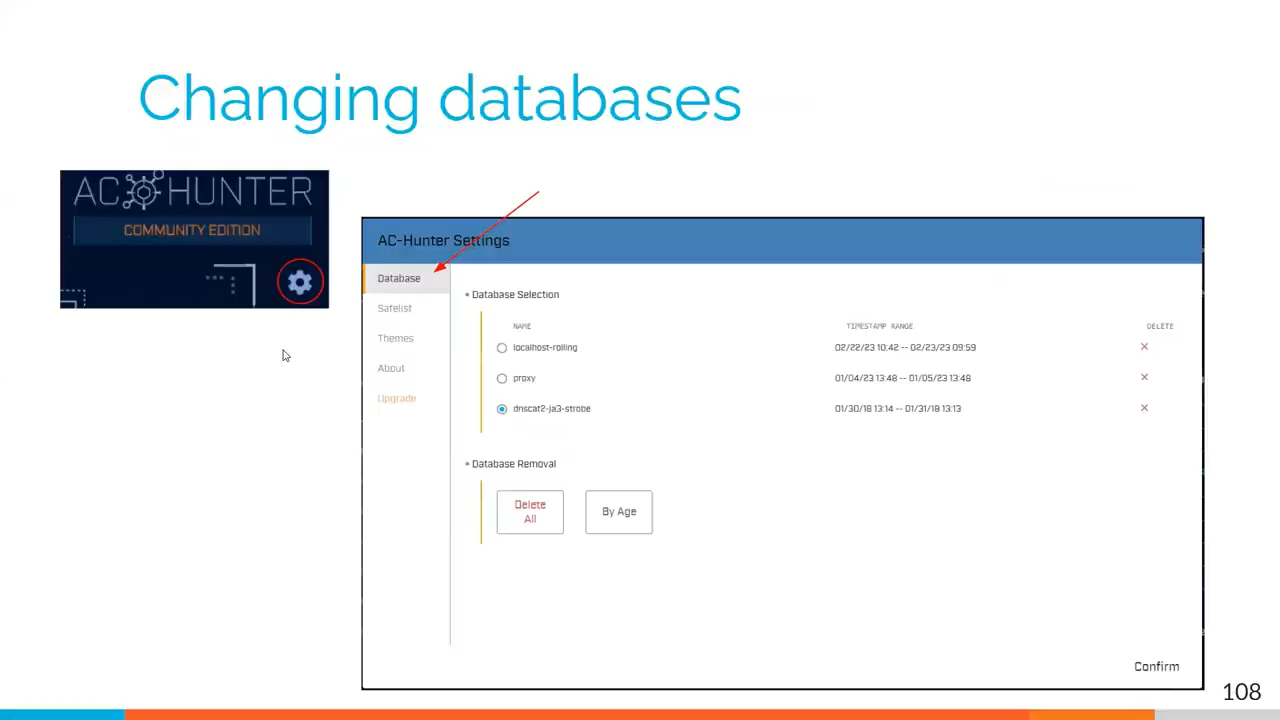 Changing databases
AC HUNTER
COMMUNITY EDITION
AC-Hunter Settings
Database
Safelist
Themes
About
Upgrade
• Database Selection
NAME TIMESTAMP RANGE DELETE
localhost-rolling 02/22/23 10:42 -- 02/23/23 09:59 ×
proxy 01/04/23 13:48 -- 01/05/23 13:48 ×
dnscat2-ja3-strobe 01/30/18 13:14 -- 01/31/18 13:13 ×
• Database Removal
Delete
All
By Age
Confirm
108